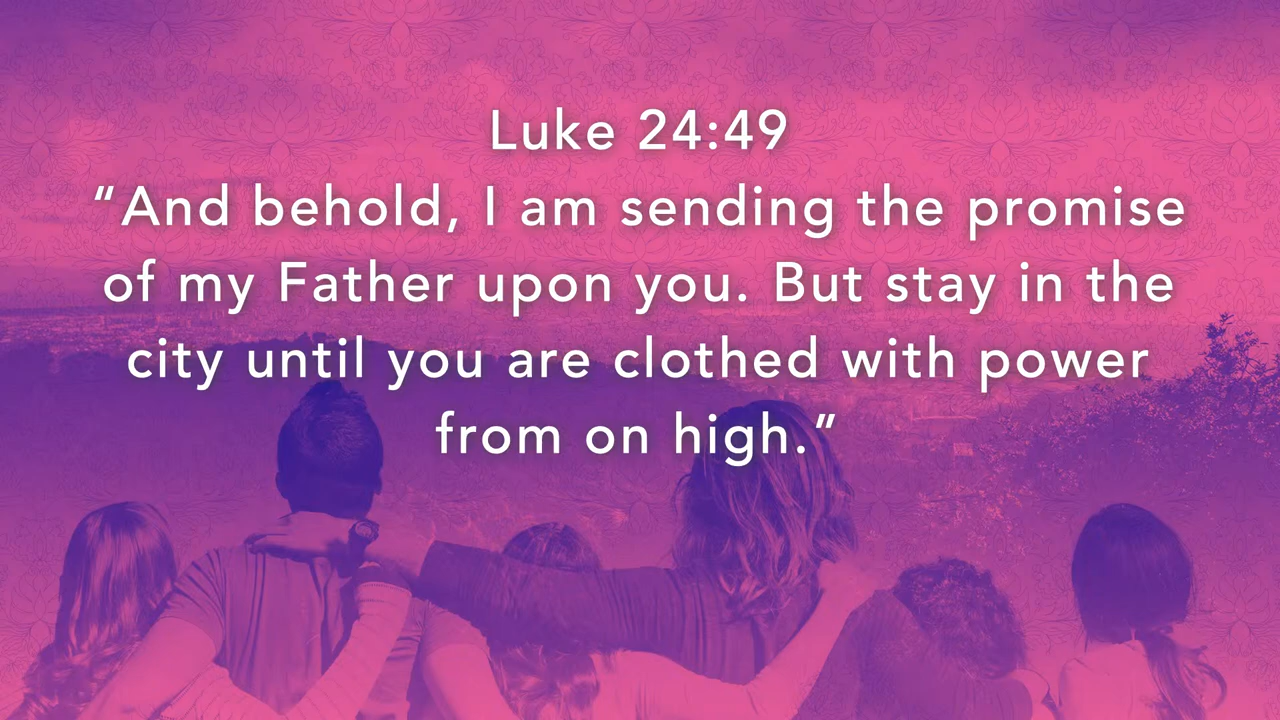 Luke 24:49
“And behold, I am sending the promise
of my Father upon you. But stay in the
city until you are clothed with power
from on high.”